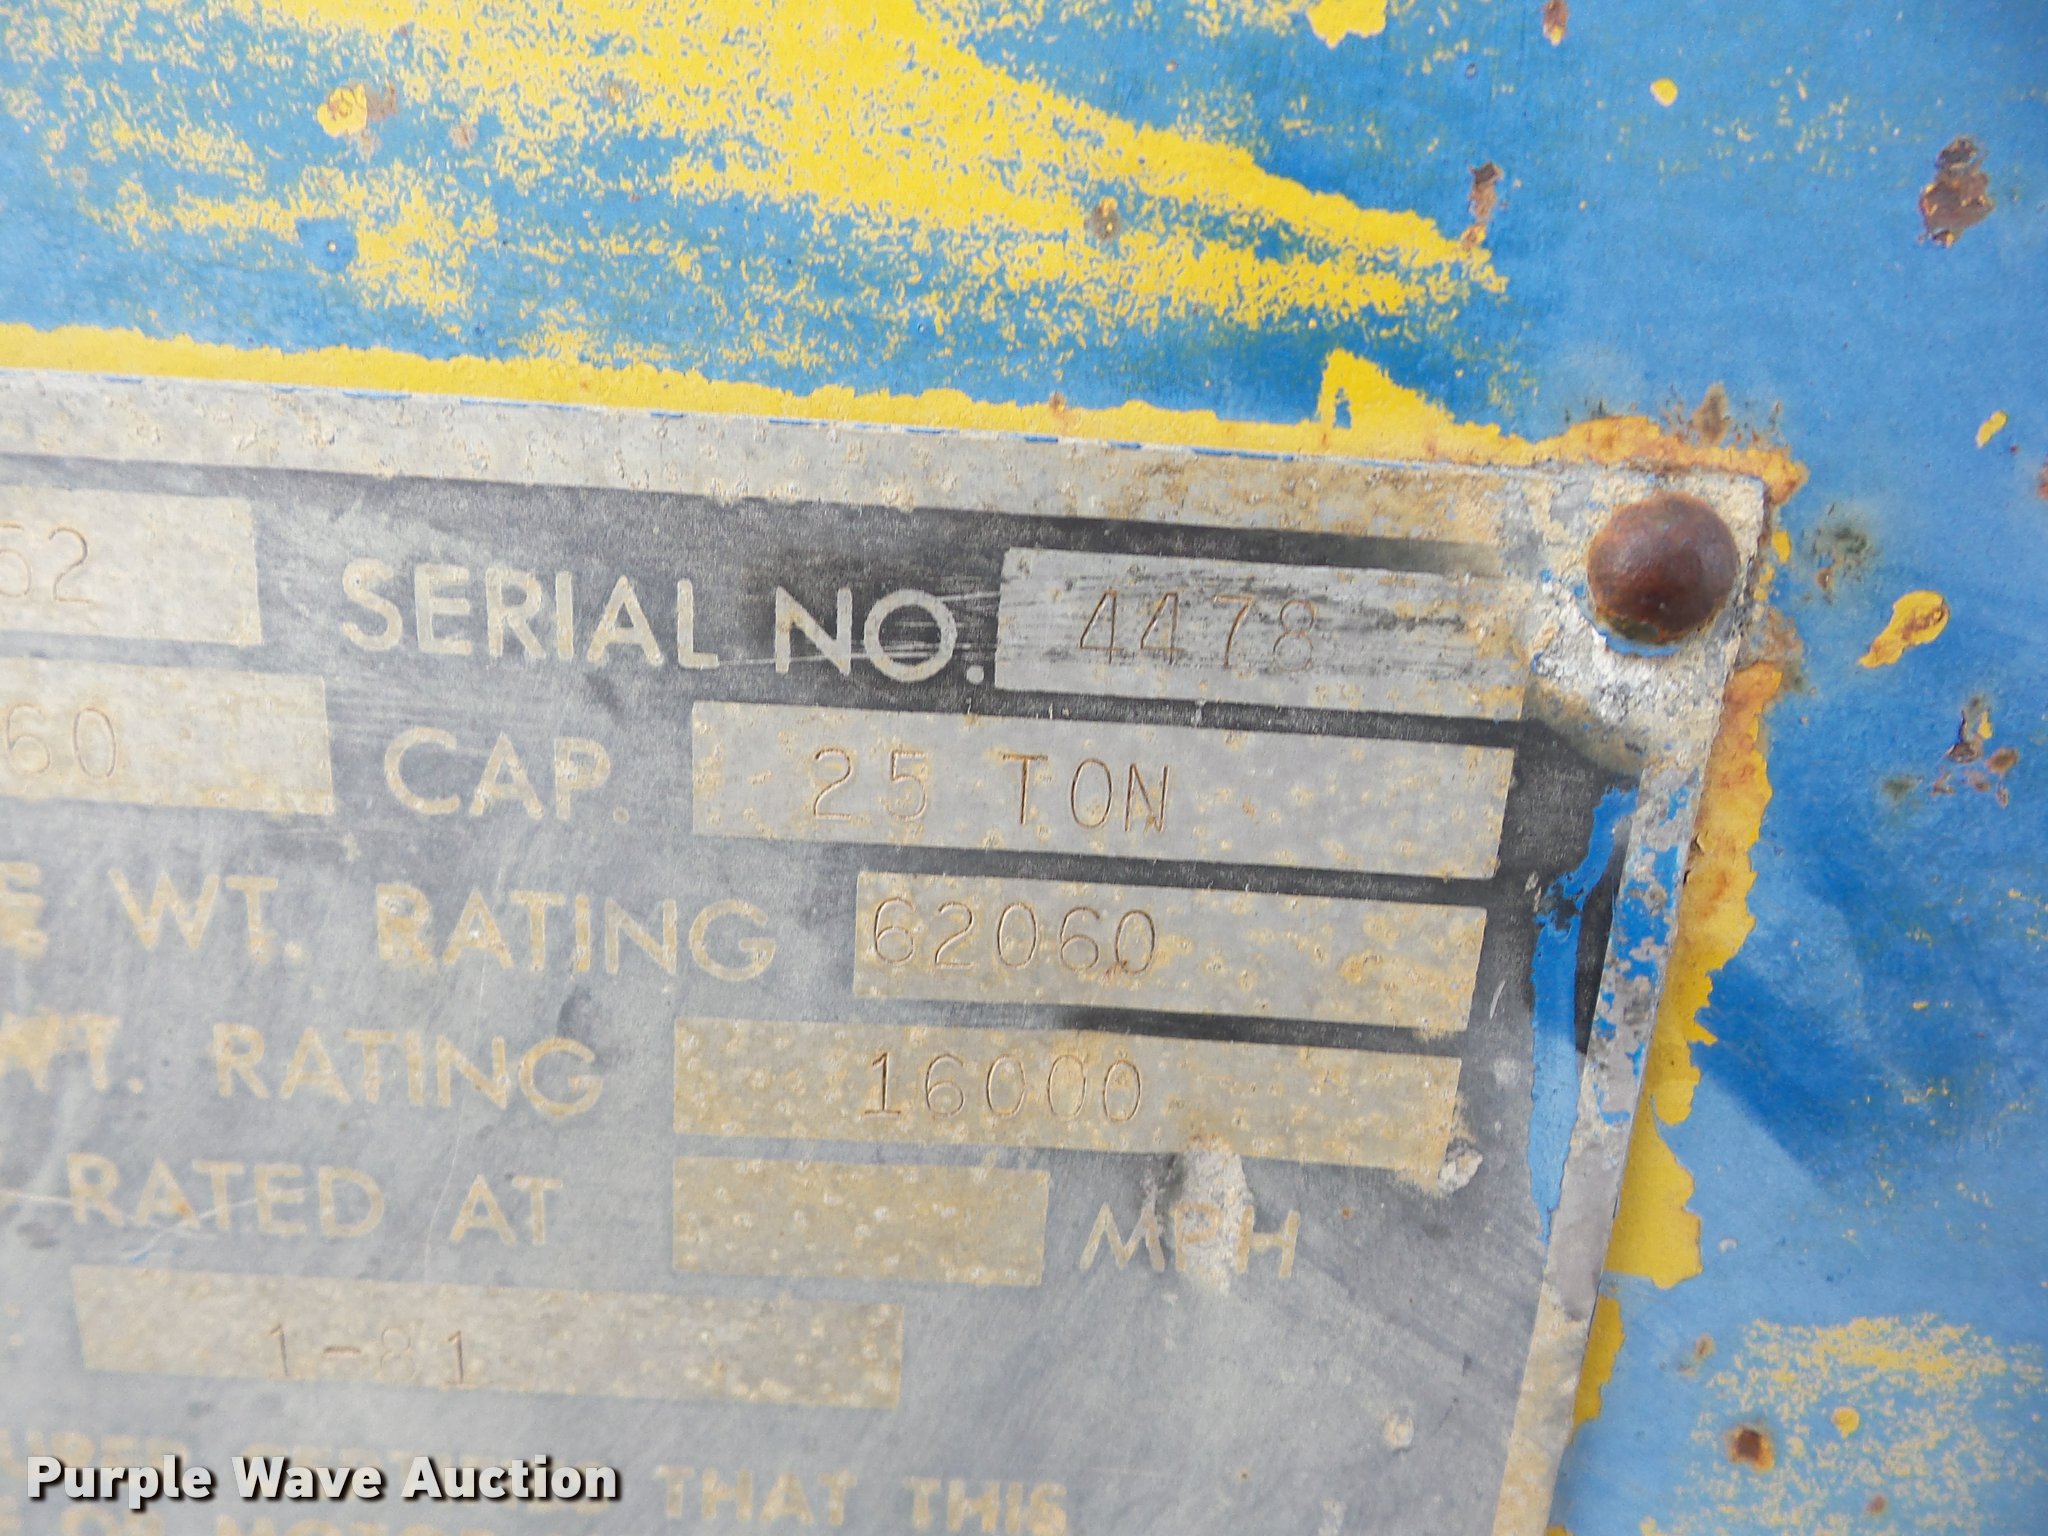 52 SERIAL NO. 4478
60 CAP. 25 TON
WT. RATING 62060
WT. RATING 16000
RATED AT MPH
1-81
THAT THIS
Purple Wave Auction